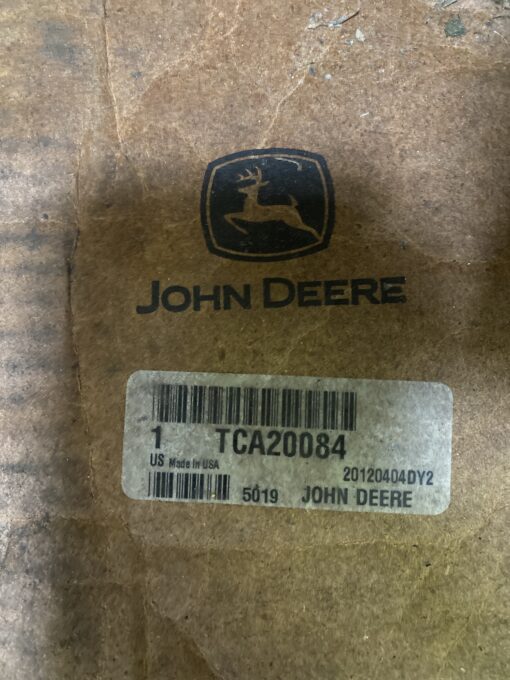 JOHN DEERE
1 TCA20084
US Made In USA
20120404DY2
5019 JOHN DEERE